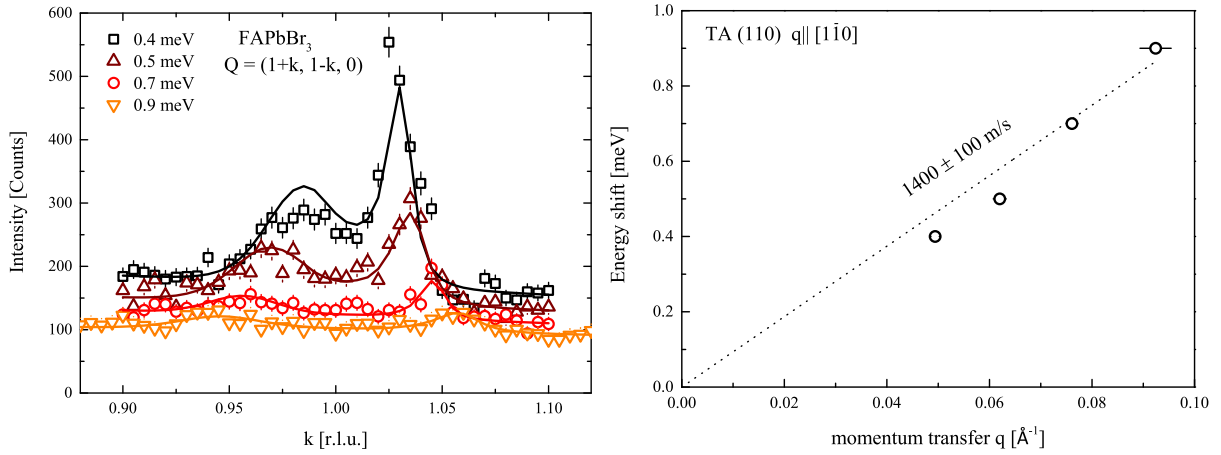 600
500
400
300
200
100
0
0.90
0.95
1.00
1.05
1.10
Intensity [Counts]
k [r.l.u.]
0.4 meV
0.5 meV
0.7 meV
0.9 meV
FAPbBr₃
Q = (1+k, 1-k, 0)
1.0
0.8
0.6
0.4
0.2
0.0
0.00
0.02
0.04
0.06
0.08
0.10
Energy shift [meV]
momentum transfer q [Å⁻¹]
TA (110) q|| [11̄0]
1400 ± 100 m/s